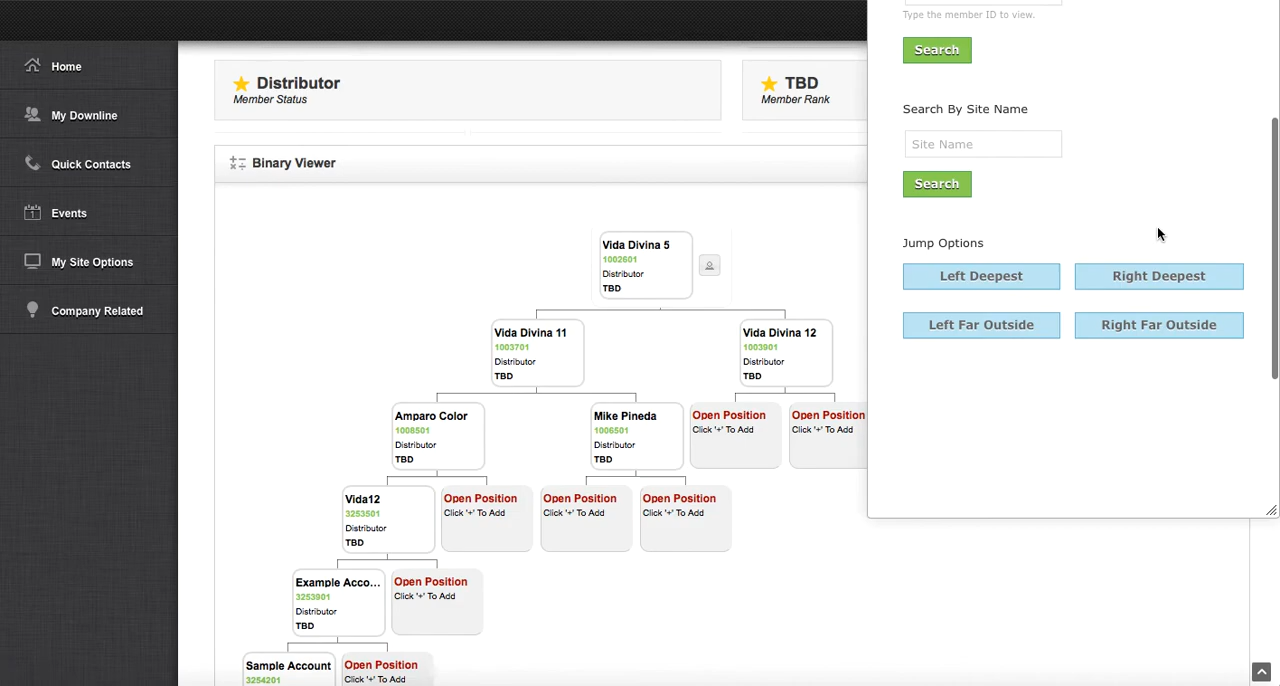 Home
My Downline
Quick Contacts
Events
My Site Options
Company Related
Distributor
Member Status
TBD
Member Rank
Binary Viewer
Vida Divina 5
1002601
Distributor
TBD
Vida Divina 11
1003701
Distributor
TBD
Vida Divina 12
1003901
Distributor
TBD
Amparo Color
1008501
Distributor
TBD
Mike Pineda
1006501
Distributor
TBD
Open Position
Click '+' To Add
Open Position
Click '+' To Add
Vida12
3253501
Distributor
TBD
Open Position
Click '+' To Add
Open Position
Click '+' To Add
Open Position
Click '+' To Add
Example Acco...
3253901
Distributor
TBD
Open Position
Click '+' To Add
Sample Account
3254201
Open Position
Click '+' To Add
Type the member ID to view.
Search
Search By Site Name
Site Name
Search
Jump Options
Left Deepest
Right Deepest
Left Far Outside
Right Far Outside